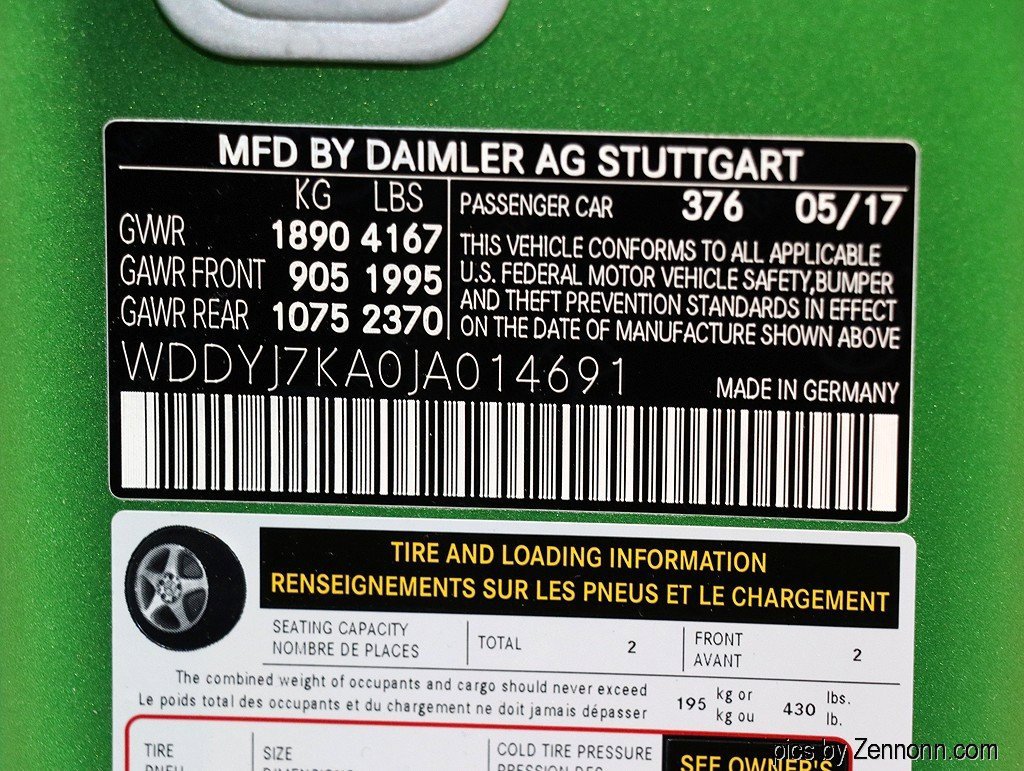 MFD BY DAIMLER AG STUTTGART
KG LBS
GVWR 1890 4167
GAWR FRONT 905 1995
GAWR REAR 1075 2370
PASSENGER CAR 376 05/17
THIS VEHICLE CONFORMS TO ALL APPLICABLE
U.S. FEDERAL MOTOR VEHICLE SAFETY,BUMPER
AND THEFT PREVENTION STANDARDS IN EFFECT
ON THE DATE OF MANUFACTURE SHOWN ABOVE
WDDYJ7KA0JA014691
MADE IN GERMANY
TIRE AND LOADING INFORMATION
RENSEIGNEMENTS SUR LES PNEUS ET LE CHARGEMENT
SEATING CAPACITY
NOMBRE DE PLACES
TOTAL 2
FRONT
AVANT
2
The combined weight of occupants and cargo should never exceed
Le poids total des occupants et du chargement ne doit jamais dépasser
195 kg or
kg ou
430 lbs.
lb.
TIRE
PNEU
SIZE
DIMENSIONS
COLD TIRE PRESSURE
PRESSION DES
SEE OWNER'S
pics by Zennonn.com